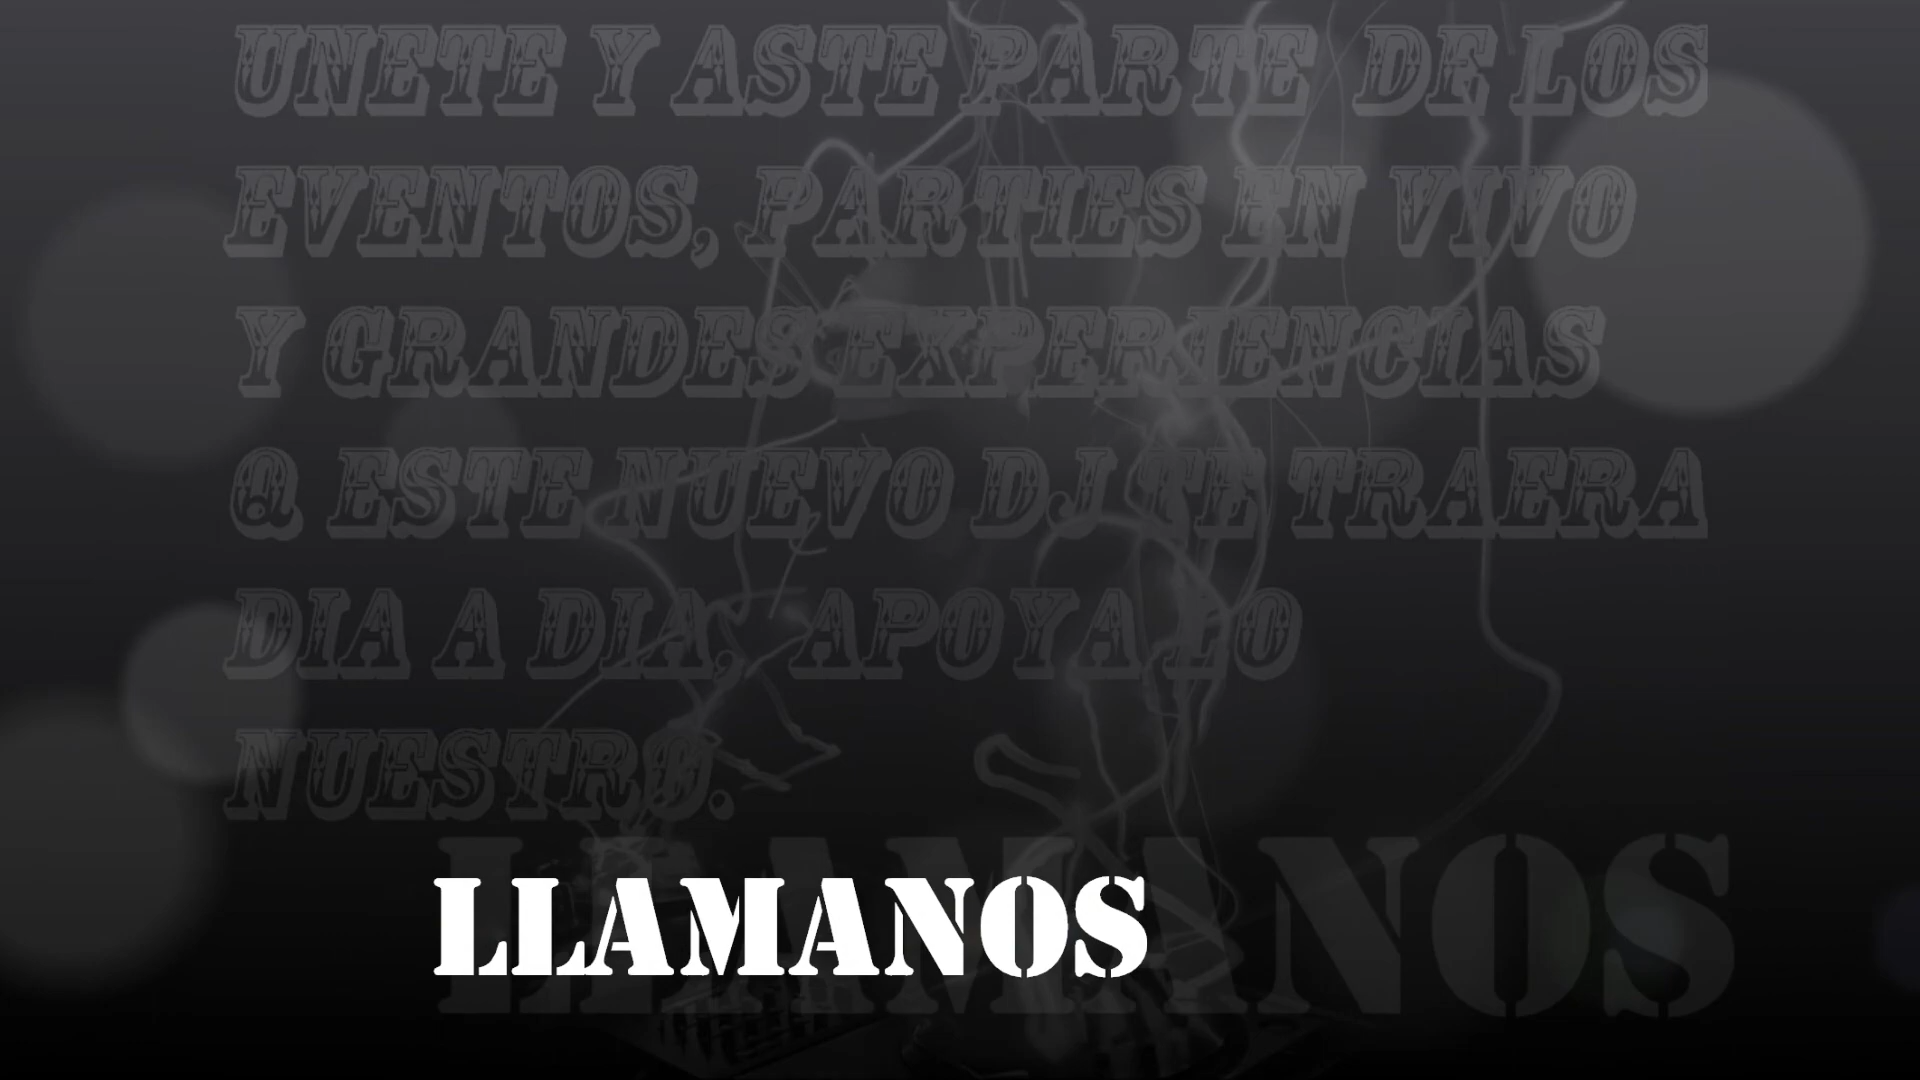 UNETE Y ASTE PARTE DE LOS
EVENTOS, PARTIES EN VIVO
Y GRANDES EXPERIENCIAS
Q ESTE NUEVO DJ TE TRAERA
DIA A DIA, APOYA LO
NUESTRO.
LLAMANOS
LLAMANOS